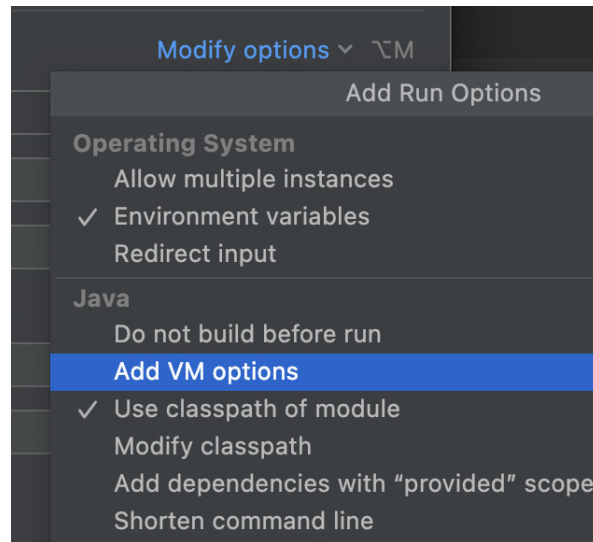 Modify options ⌥M
Add Run Options
Operating System
Allow multiple instances
✓ Environment variables
Redirect input
Java
Do not build before run
Add VM options
✓ Use classpath of module
Modify classpath
Add dependencies with “provided” scope
Shorten command line